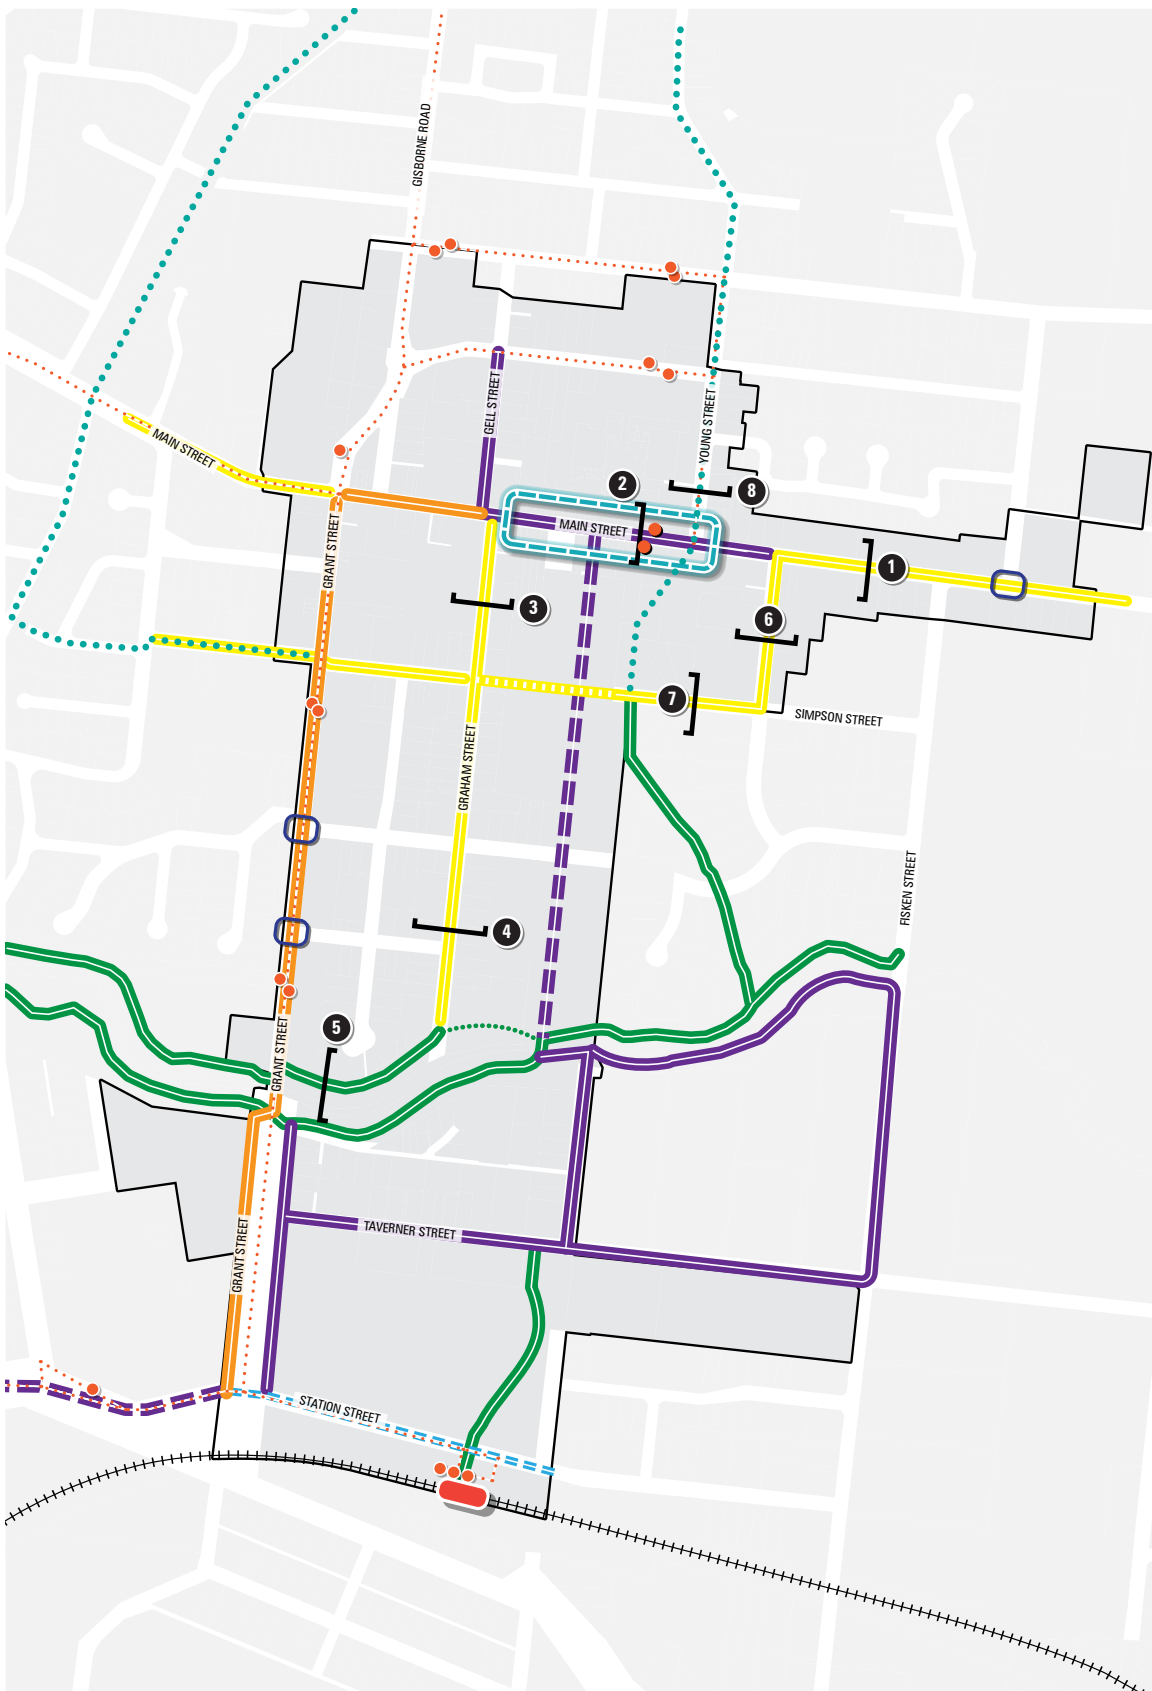 GISBORNE ROAD
GELL STREET
YOUNG STREET
MAIN STREET
2
8
MAIN STREET
GRANT STREET
1
3
6
7
SIMPSON STREET
GRAHAM STREET
FISKEN STREET
4
5
GRANT STREET
TAVERNER STREET
GRANT STREET
STATION STREET